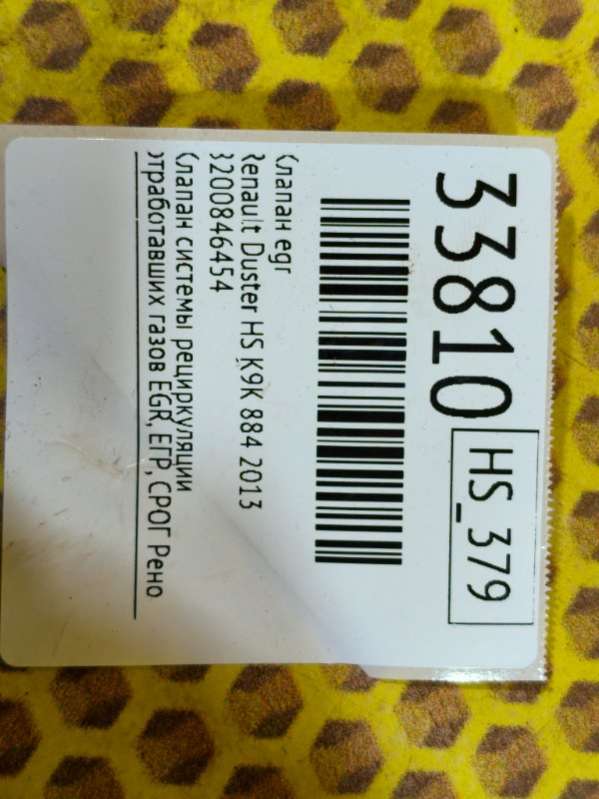 33810
HS_379
Клапан egr
Renault Duster HS K9K 884 2013
8200846454
Клапан системы рециркуляции
отработавших газов EGR, ЕГР, СРОГ Рено